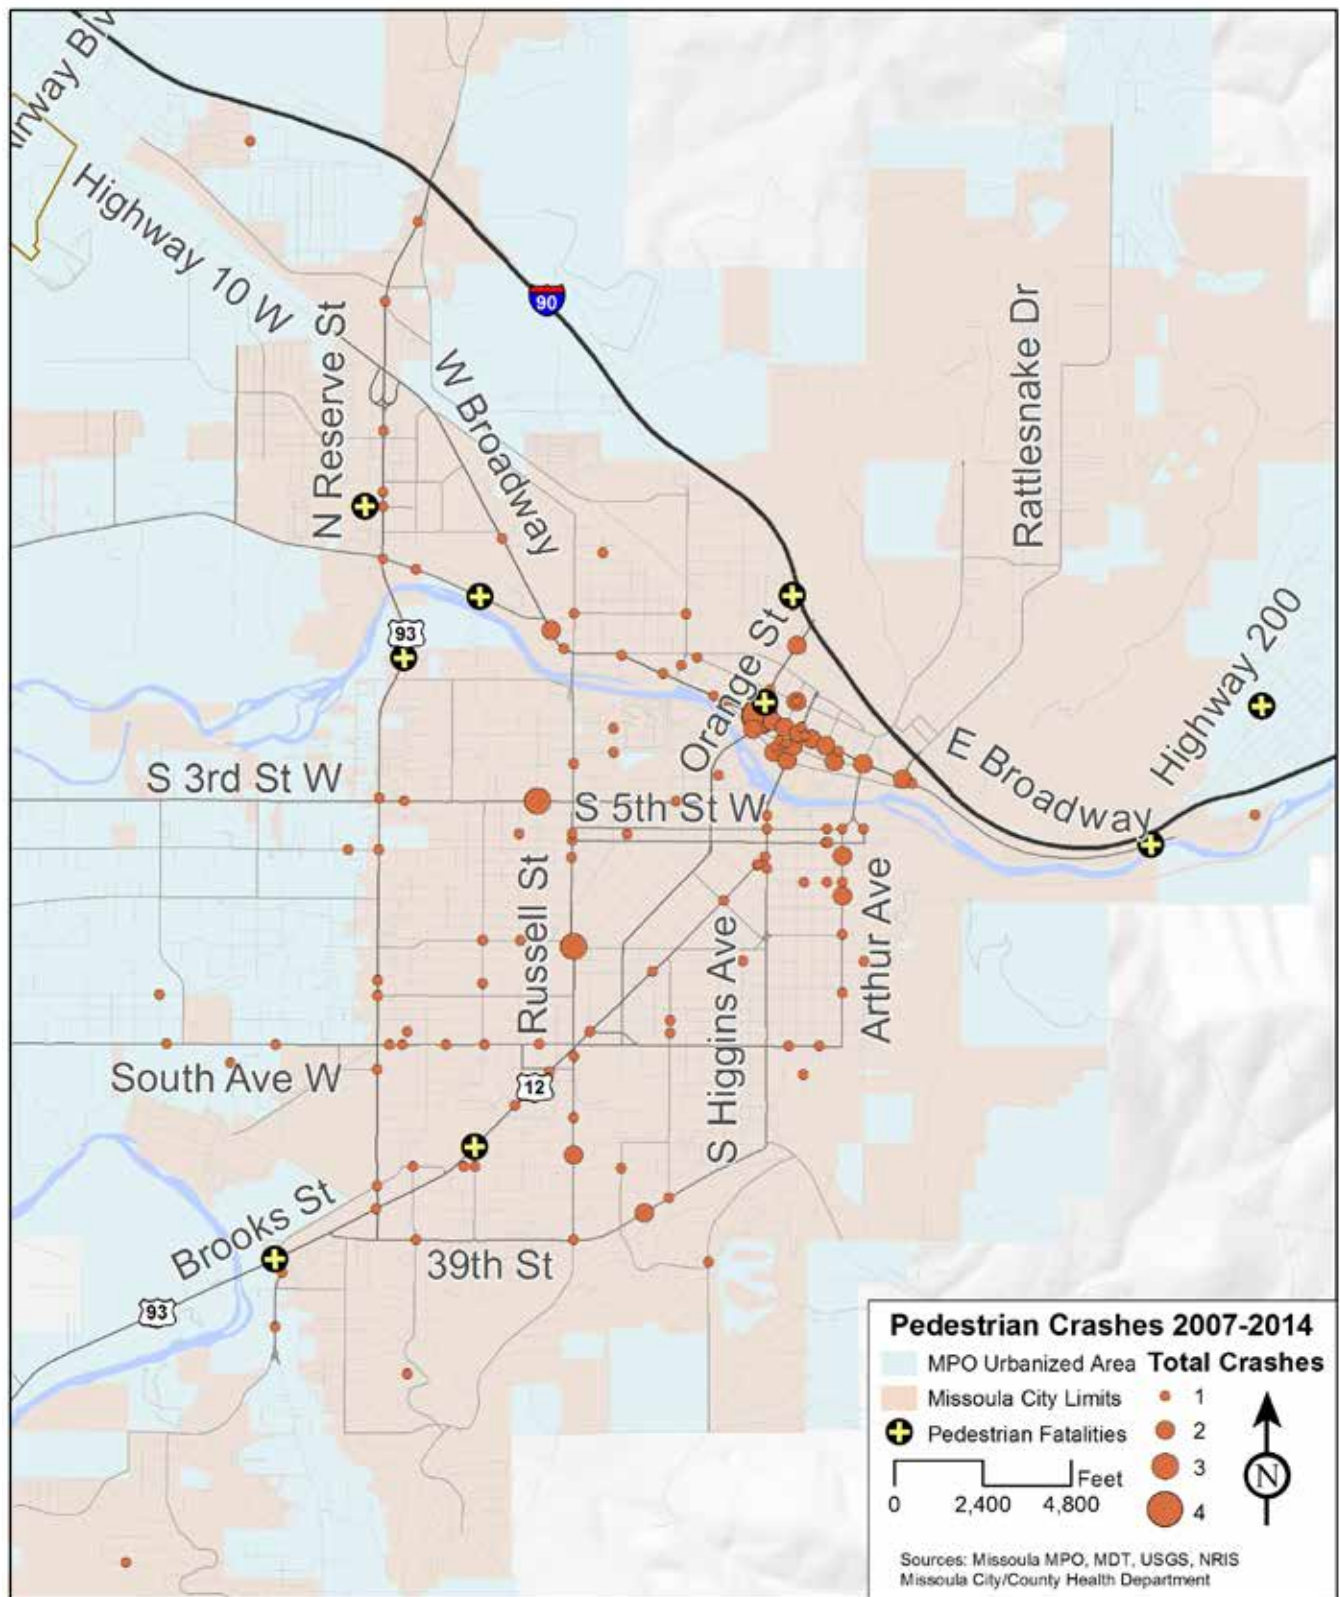 Airway Blv
Highway 10 W
90
N Reserve St
W Broadway
Rattlesnake Dr
93
Orange St
Highway 200
E Broadway
S 3rd St W
S 5th St W
Russell St
Arthur Ave
S Higgins Ave
South Ave W
12
Brooks St
39th St
93
Pedestrian Crashes 2007-2014
MPO Urbanized Area
Missoula City Limits
Pedestrian Fatalities
Feet
0 2,400 4,800
Total Crashes
1
2
3
4
N
Sources: Missoula MPO, MDT, USGS, NRIS
Missoula City/County Health Department